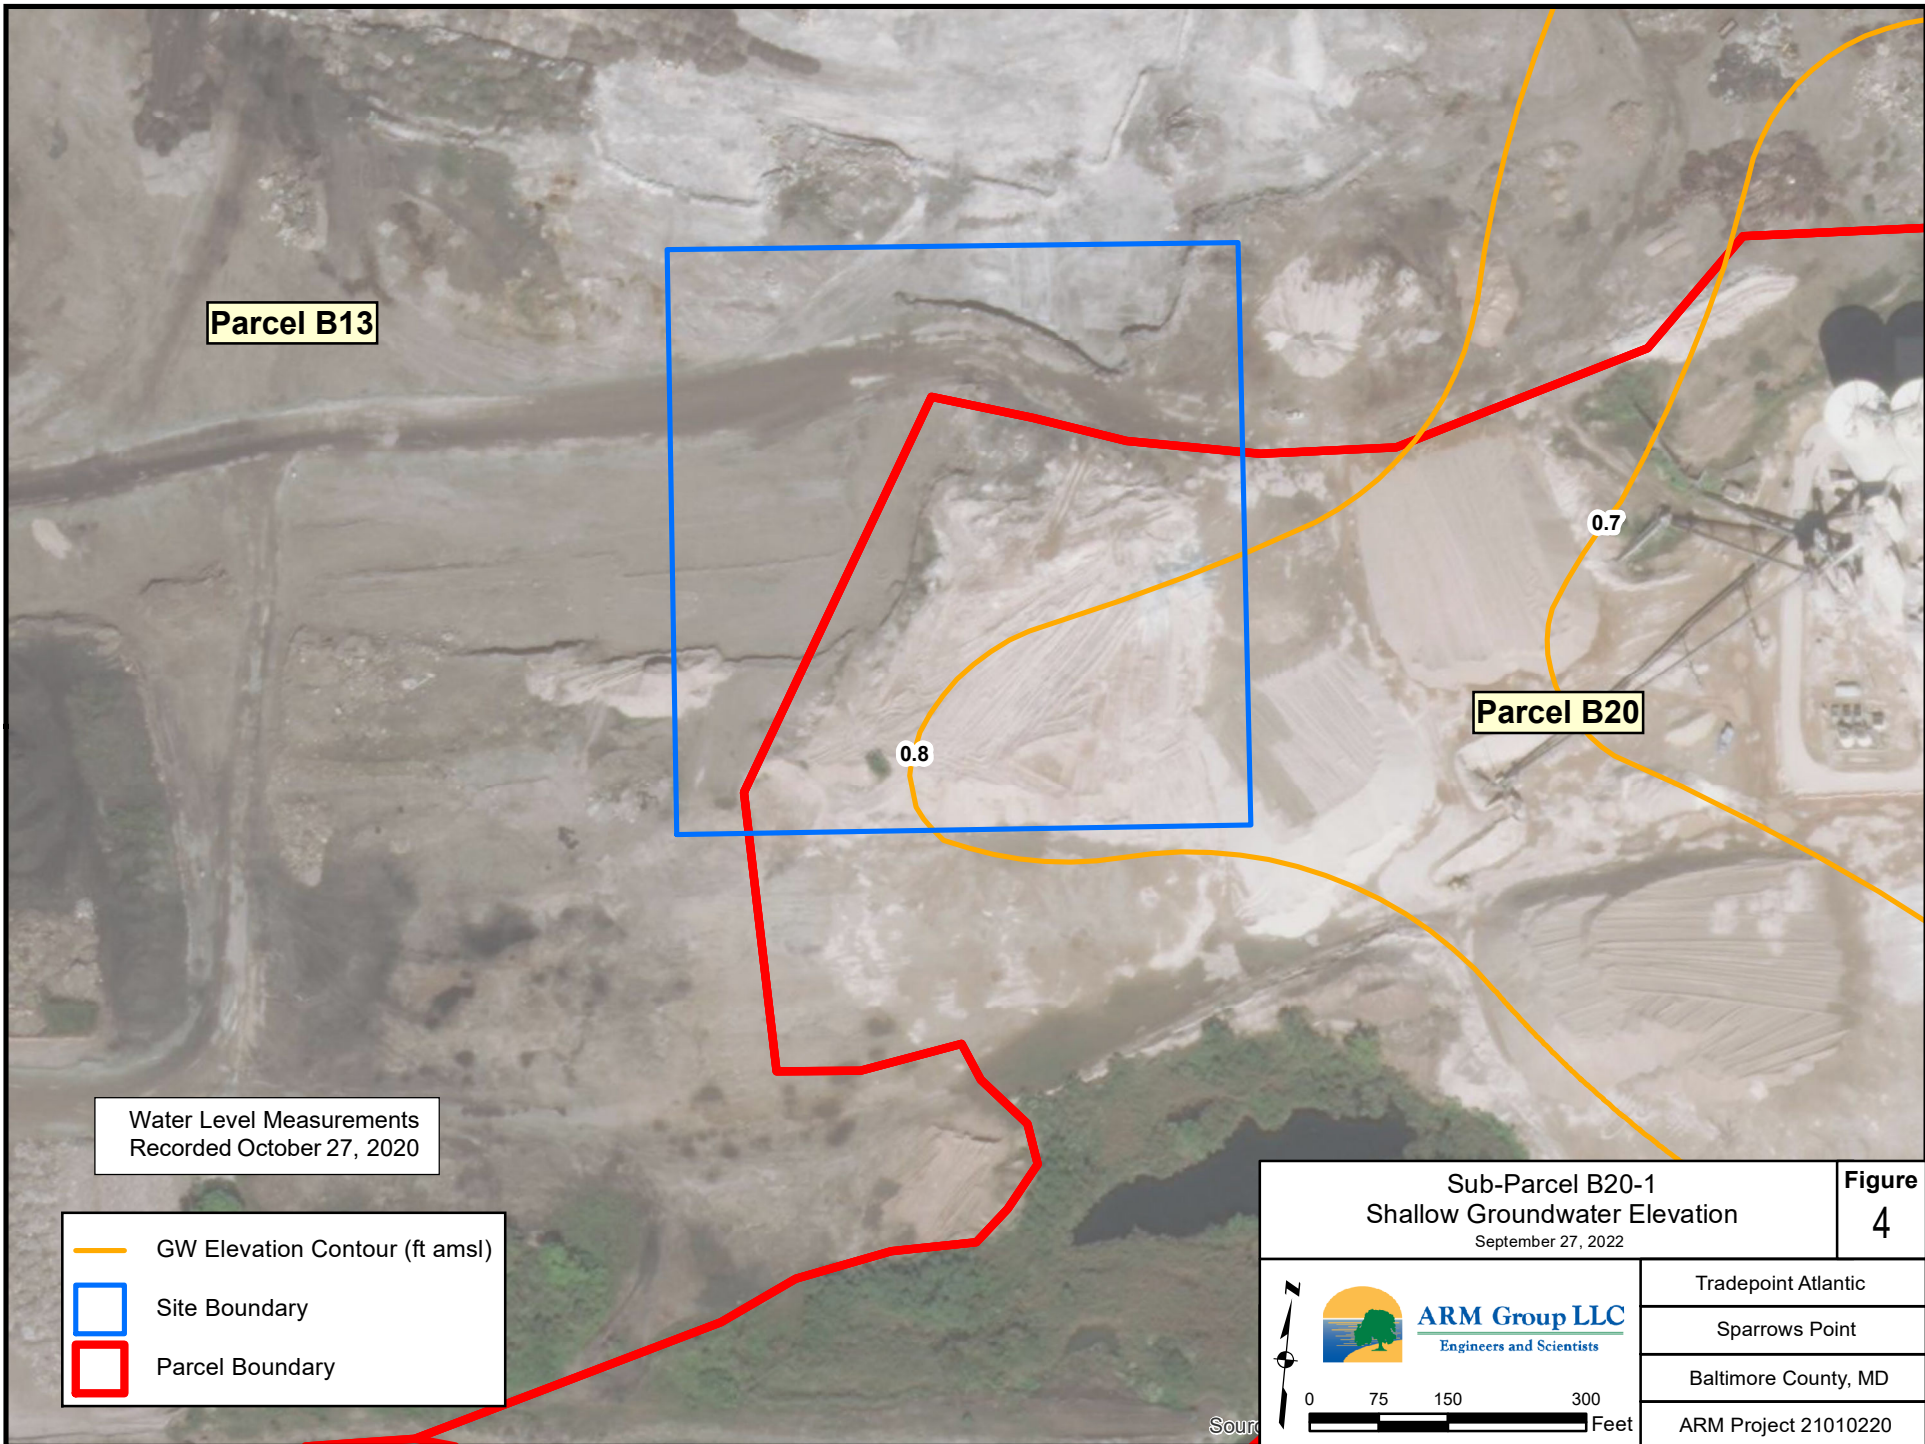 Parcel B13
0.7
Parcel B20
0.8
Water Level Measurements
Recorded October 27, 2020
GW Elevation Contour (ft amsl)
Site Boundary
Parcel Boundary
Sub-Parcel B20-1
Shallow Groundwater Elevation
September 27, 2022
Figure
4
N
ARM Group LLC
Engineers and Scientists
0 75 150 300
Feet
Tradepoint Atlantic
Sparrows Point
Baltimore County, MD
ARM Project 21010220